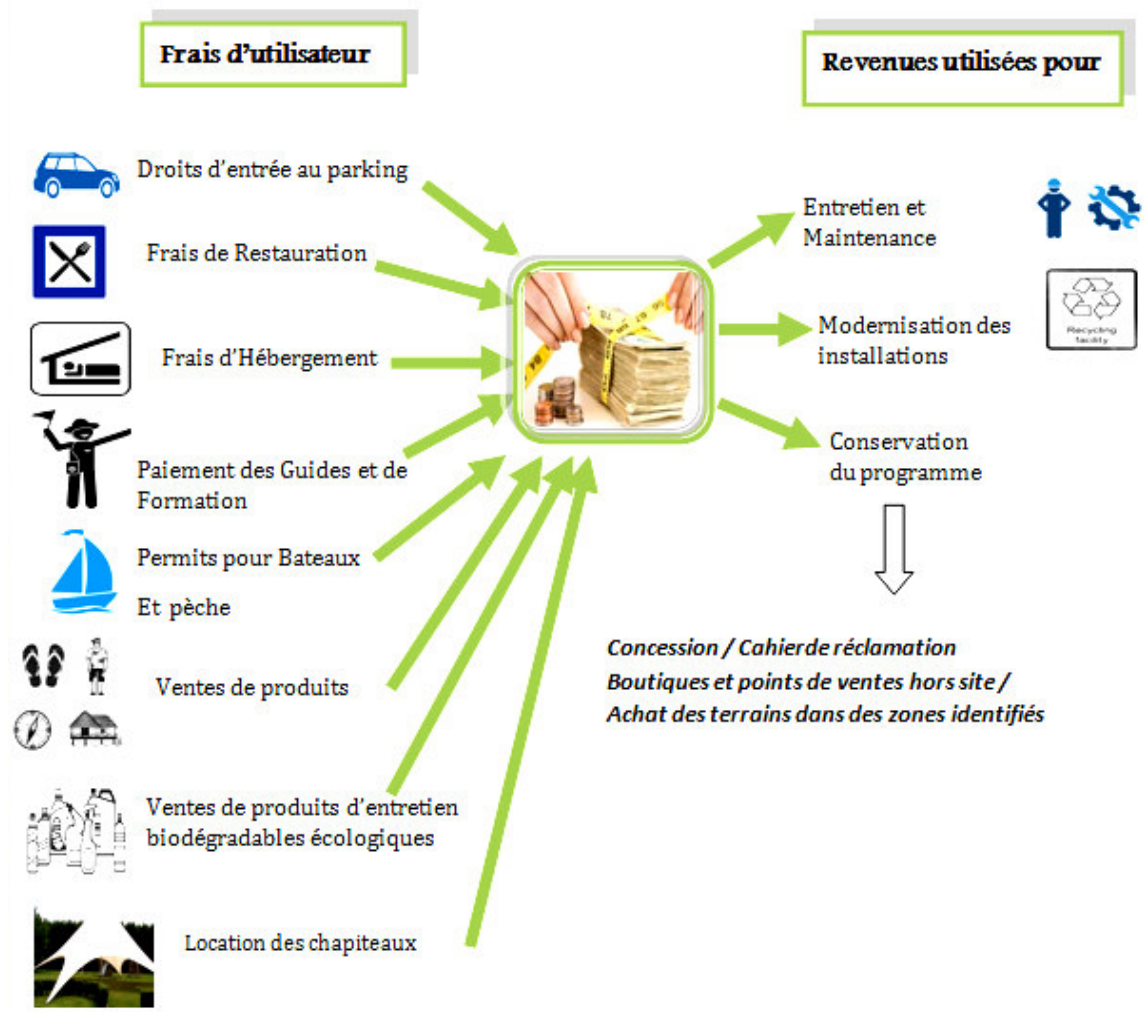 Frais d'utilisateur
Revenues utilisées pour
Droits d'entrée au parking
Frais de Restauration
Frais d'Hébergement
Paiement des Guides et de
Formation
Permits pour Bateaux
Et pèche
Ventes de produits
Ventes de produits d'entretien
biodégradables écologiques
Location des chapiteaux
Entretien et
Maintenance
Recycling
facility
Modernisation des
installations
Conservation
du programme
Concession / Cahierde réclamation
Boutiques et points de ventes hors site /
Achat des terrains dans des zones identifiés